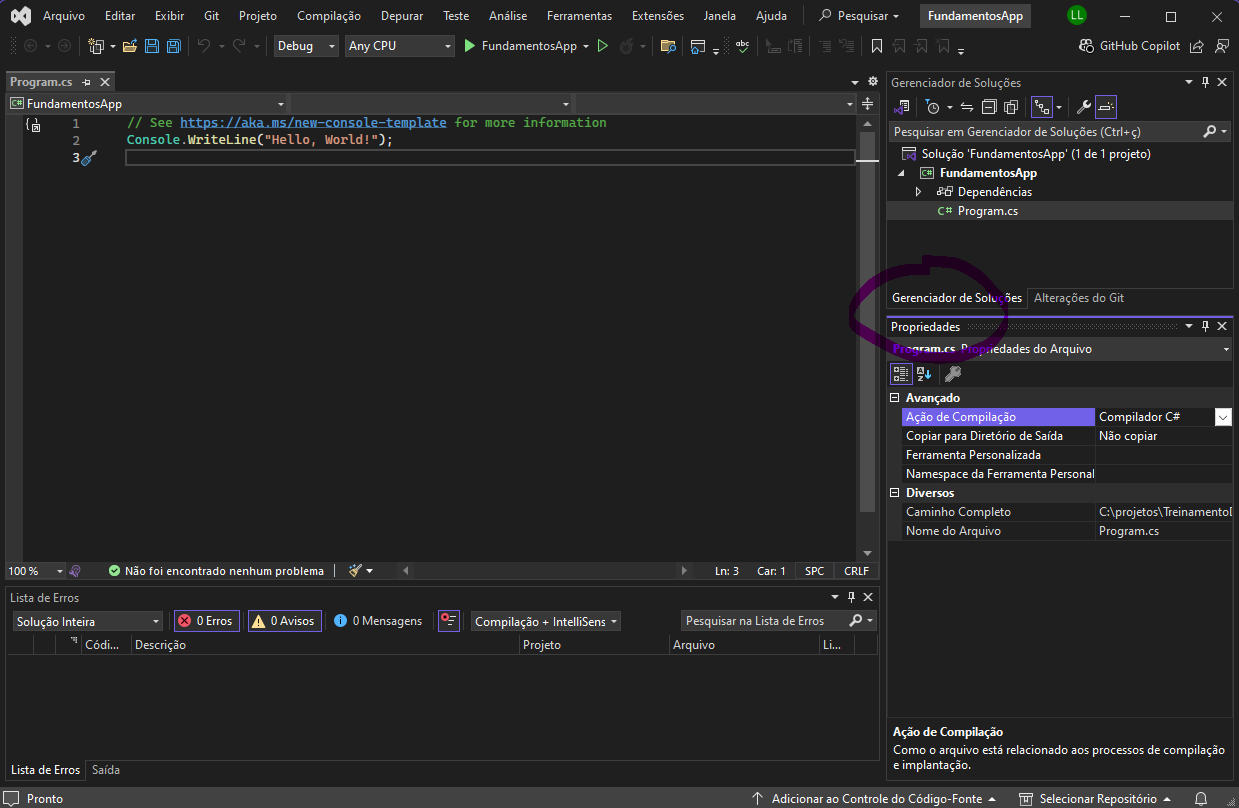 Arquivo Editar Exibir Git Projeto Compilação Depurar Teste Análise Ferramentas Extensões Janela Ajuda Pesquisar FundamentosApp LL
Debug Any CPU FundamentosApp abc GitHub Copilot
Program.cs
FundamentosApp
1 // See https://aka.ms/new-console-template for more information
2 Console.WriteLine("Hello, World!");
3
100 % Não foi encontrado nenhum problema Ln: 3 Car: 1 SPC CRLF
Lista de Erros
Solução Inteira 0 Erros 0 Avisos 0 Mensagens Compilação + IntelliSens Pesquisar na Lista de Erros
Códi... Descrição Projeto Arquivo Li...
Lista de Erros Saída
Gerenciador de Soluções
Pesquisar em Gerenciador de Soluções (Ctrl+ç)
Solução 'FundamentosApp' (1 de 1 projeto)
C# FundamentosApp
Dependências
C# Program.cs
Gerenciador de Soluções Alterações do Git
Propriedades
Program.cs Propriedades do Arquivo
Avançado
Ação de Compilação Compilador C#
Copiar para Diretório de Saída Não copiar
Ferramenta Personalizada
Namespace da Ferramenta Personal
Diversos
Caminho Completo C:\projetos\TreinamentoD
Nome do Arquivo Program.cs
Ação de Compilação
Como o arquivo está relacionado aos processos de compilação
e implantação.
Pronto Adicionar ao Controle do Código-Fonte Selecionar Repositório